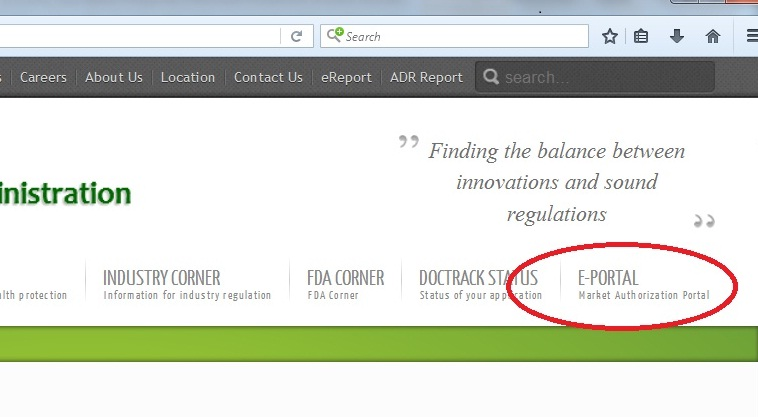 Search
Careers About Us Location Contact Us eReport ADR Report search...
Finding the balance between
innovations and sound
regulations
inistration
INDUSTRY CORNER FDA CORNER DOCTRACK STATUS E-PORTAL
alth protection Information for industry regulation FDA Corner Status of your application Market Authorization Portal